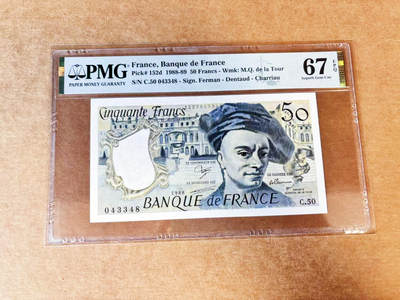 PMG
PAPER MONEY GUARANTY
France, Banque de France
Pick# 152d 1988-89 50 Francs - Wmk: M.Q. de la Tour
S/N C.50 043348 - Sign. Ferman - Dentaud - Charriau
67 EPQ
Superb Gem Unc
Cinquante Francs
50
1988
043348
BANQUE de FRANCE
C.50